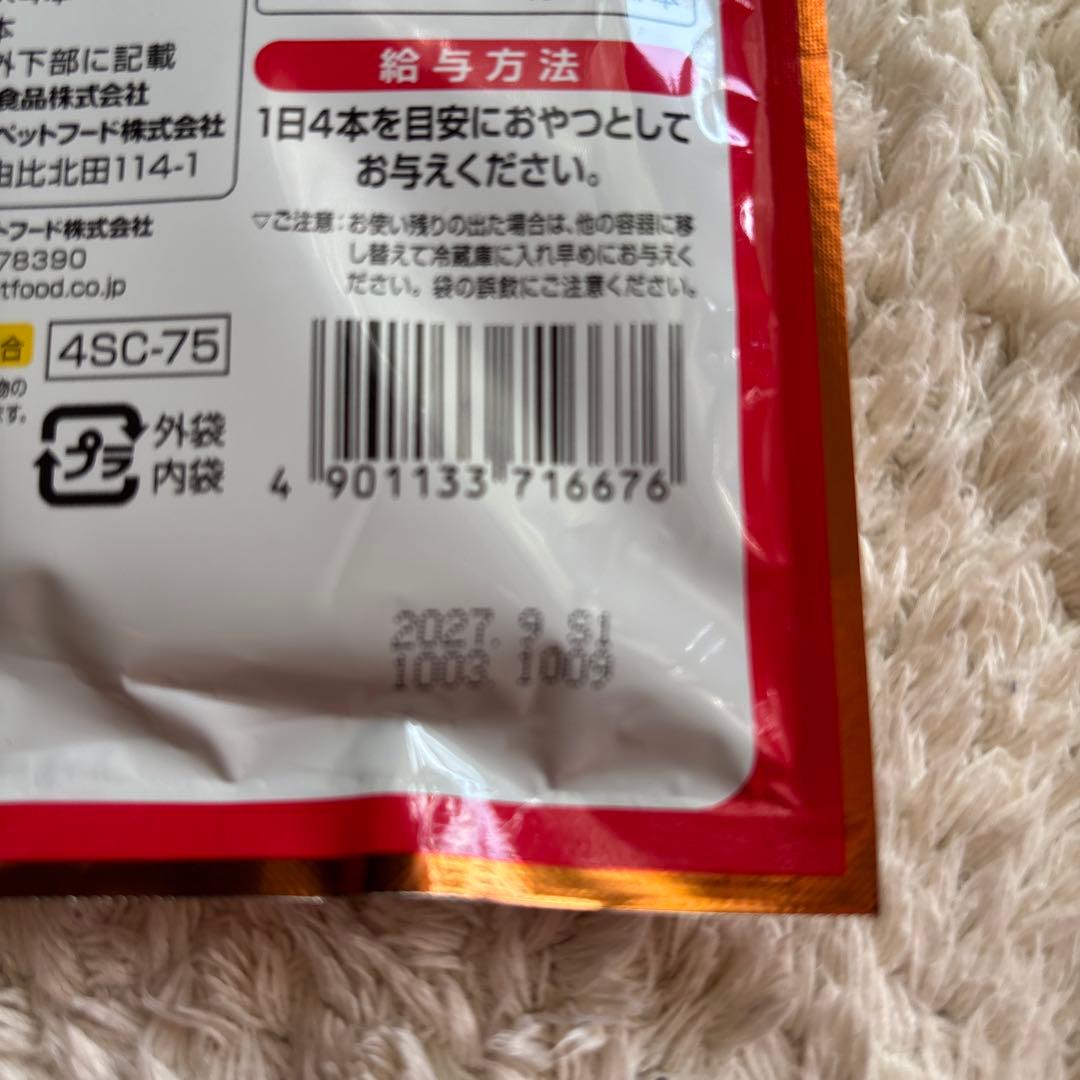 本
外下部に記載
食品株式会社
ペットフード株式会社
由比北田114-1
トフード株式会社
78390
tfood.co.jp
合
4SC-75
物の
ます。
プラ
外袋
内袋
給与方法
1日4本を目安におやつとして
お与えください。
▽ご注意:お使い残りの出た場合は、他の容器に移
し替えて冷蔵庫に入れ早めにお与えく
ださい。袋の誤飲にご注意ください。
4 901133 716676
2027. 9. 31
1003. 1009